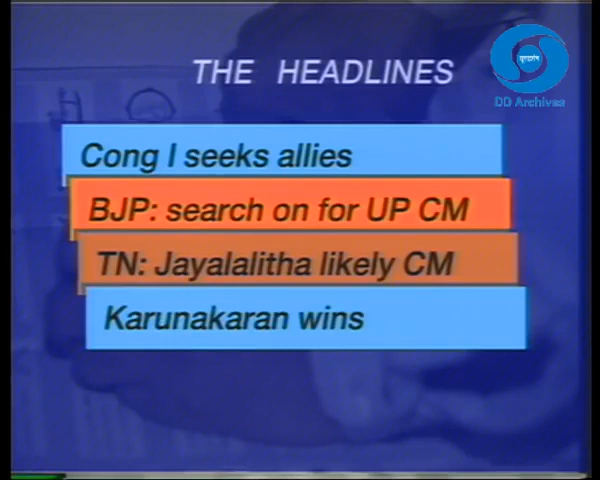 THE HEADLINES
DD Archives
Cong I seeks allies
BJP: search on for UP CM
TN: Jayalalitha likely CM
Karunakaran wins